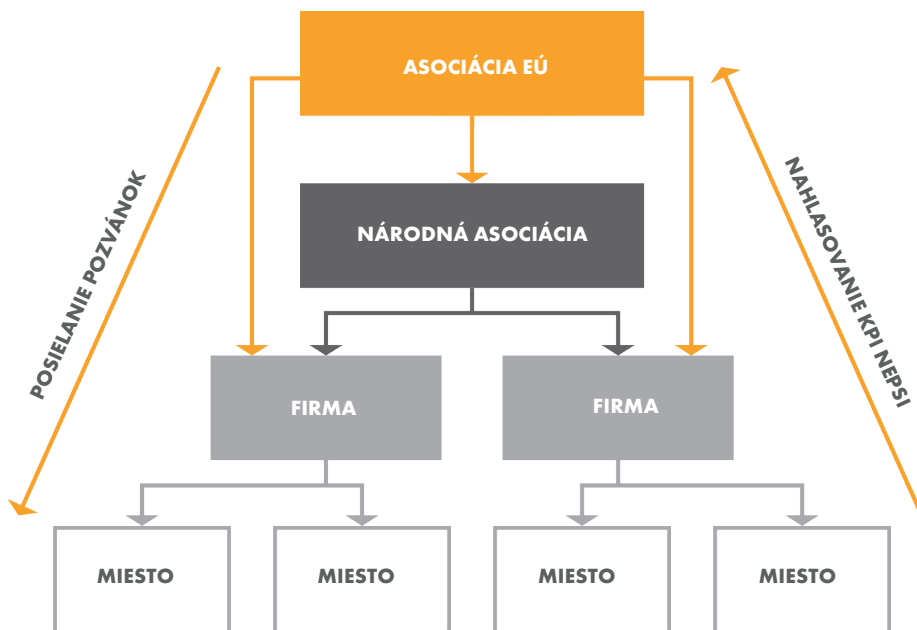 ASOCIÁCIA EÚ
POSIELANIE POZVÁNOK
NAHLASOVANIE KPI NEPSI
NÁRODNÁ ASOCIÁCIA
FIRMA
FIRMA
MIESTO
MIESTO
MIESTO
MIESTO